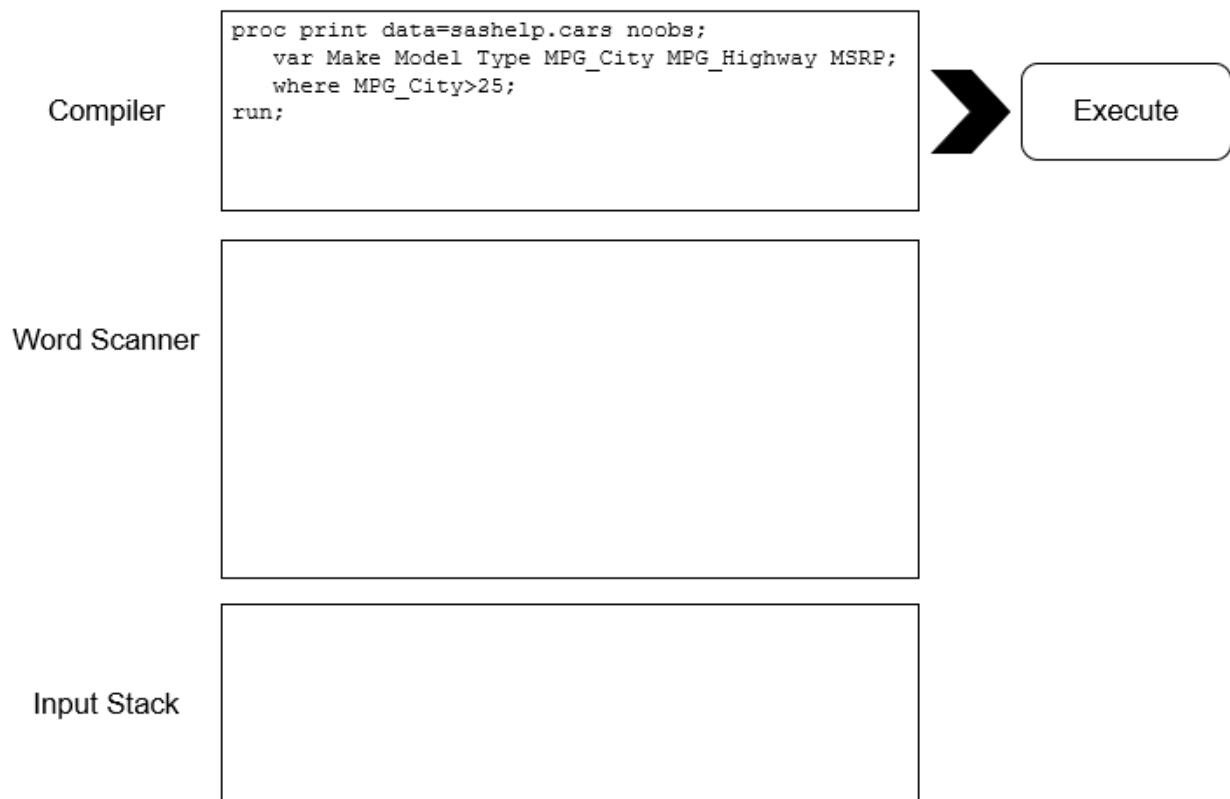 proc print data=sashelp.cars noobs;
   var Make Model Type MPG_City MPG_Highway MSRP;
   where MPG_City>25;
run;
Compiler
Execute
Word Scanner
Input Stack